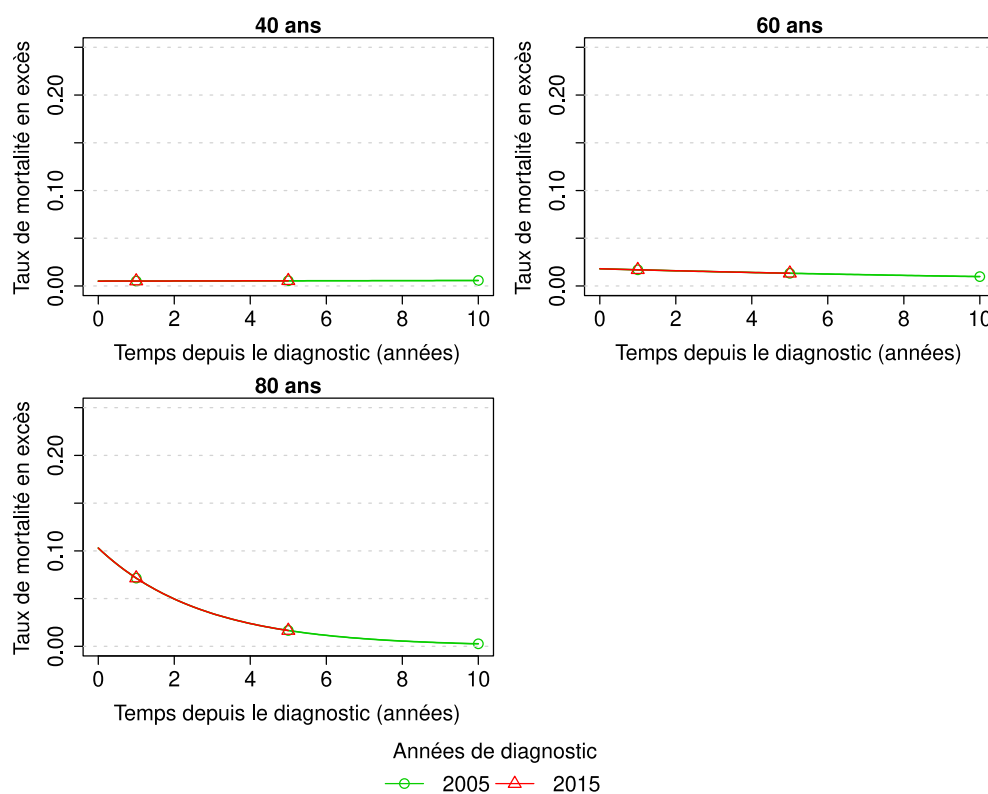 40 ans
Taux de mortalité en excès
0.20
0.10
0.00
0 2 4 6 8 10
Temps depuis le diagnostic (années)
60 ans
Taux de mortalité en excès
0.20
0.10
0.00
0 2 4 6 8 10
Temps depuis le diagnostic (années)
80 ans
Taux de mortalité en excès
0.20
0.10
0.00
0 2 4 6 8 10
Temps depuis le diagnostic (années)
Années de diagnostic
2005 2015